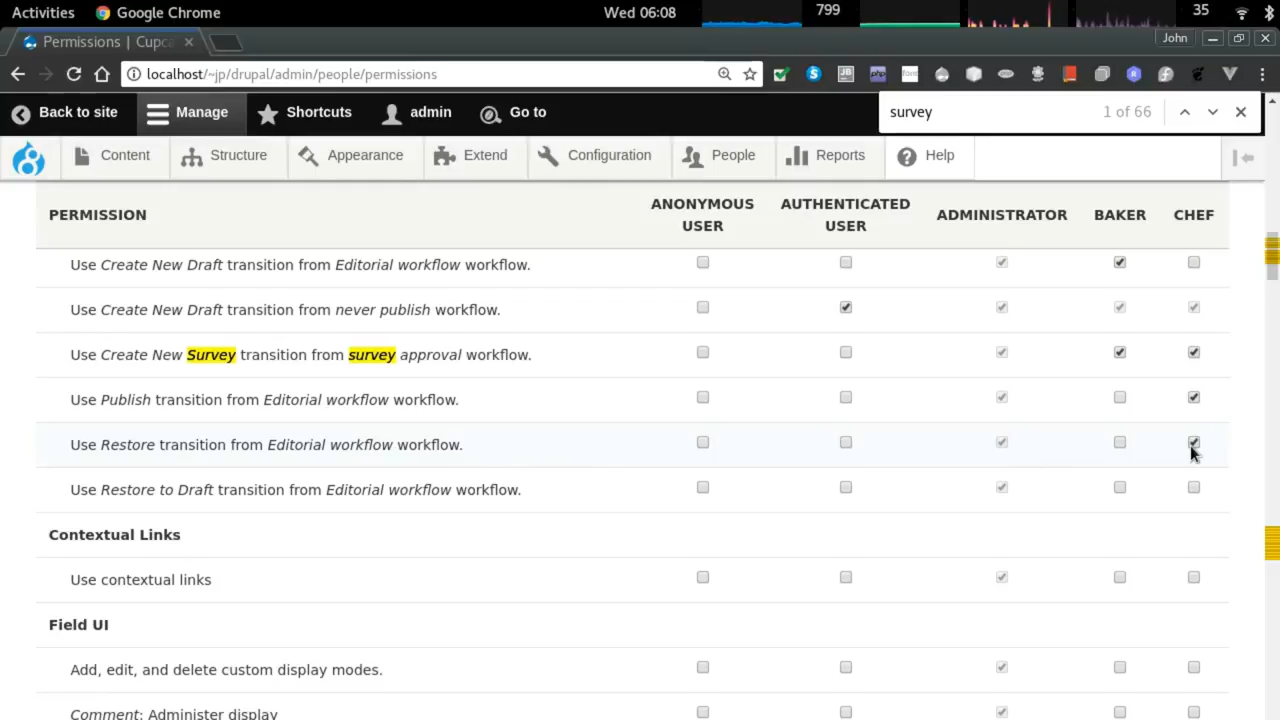 Activities Google Chrome Wed 06:08 799 35
Permissions | Cupca John
localhost/~jp/drupal/admin/people/permissions
Back to site Manage Shortcuts admin Go to survey 1 of 66
Content Structure Appearance Extend Configuration People Reports Help
PERMISSION ANONYMOUS USER AUTHENTICATED USER ADMINISTRATOR BAKER CHEF
Use Create New Draft transition from Editorial workflow workflow.
Use Create New Draft transition from never publish workflow.
Use Create New Survey transition from survey approval workflow.
Use Publish transition from Editorial workflow workflow.
Use Restore transition from Editorial workflow workflow.
Use Restore to Draft transition from Editorial workflow workflow.
Contextual Links
Use contextual links
Field UI
Add, edit, and delete custom display modes.
Comment: Administer display